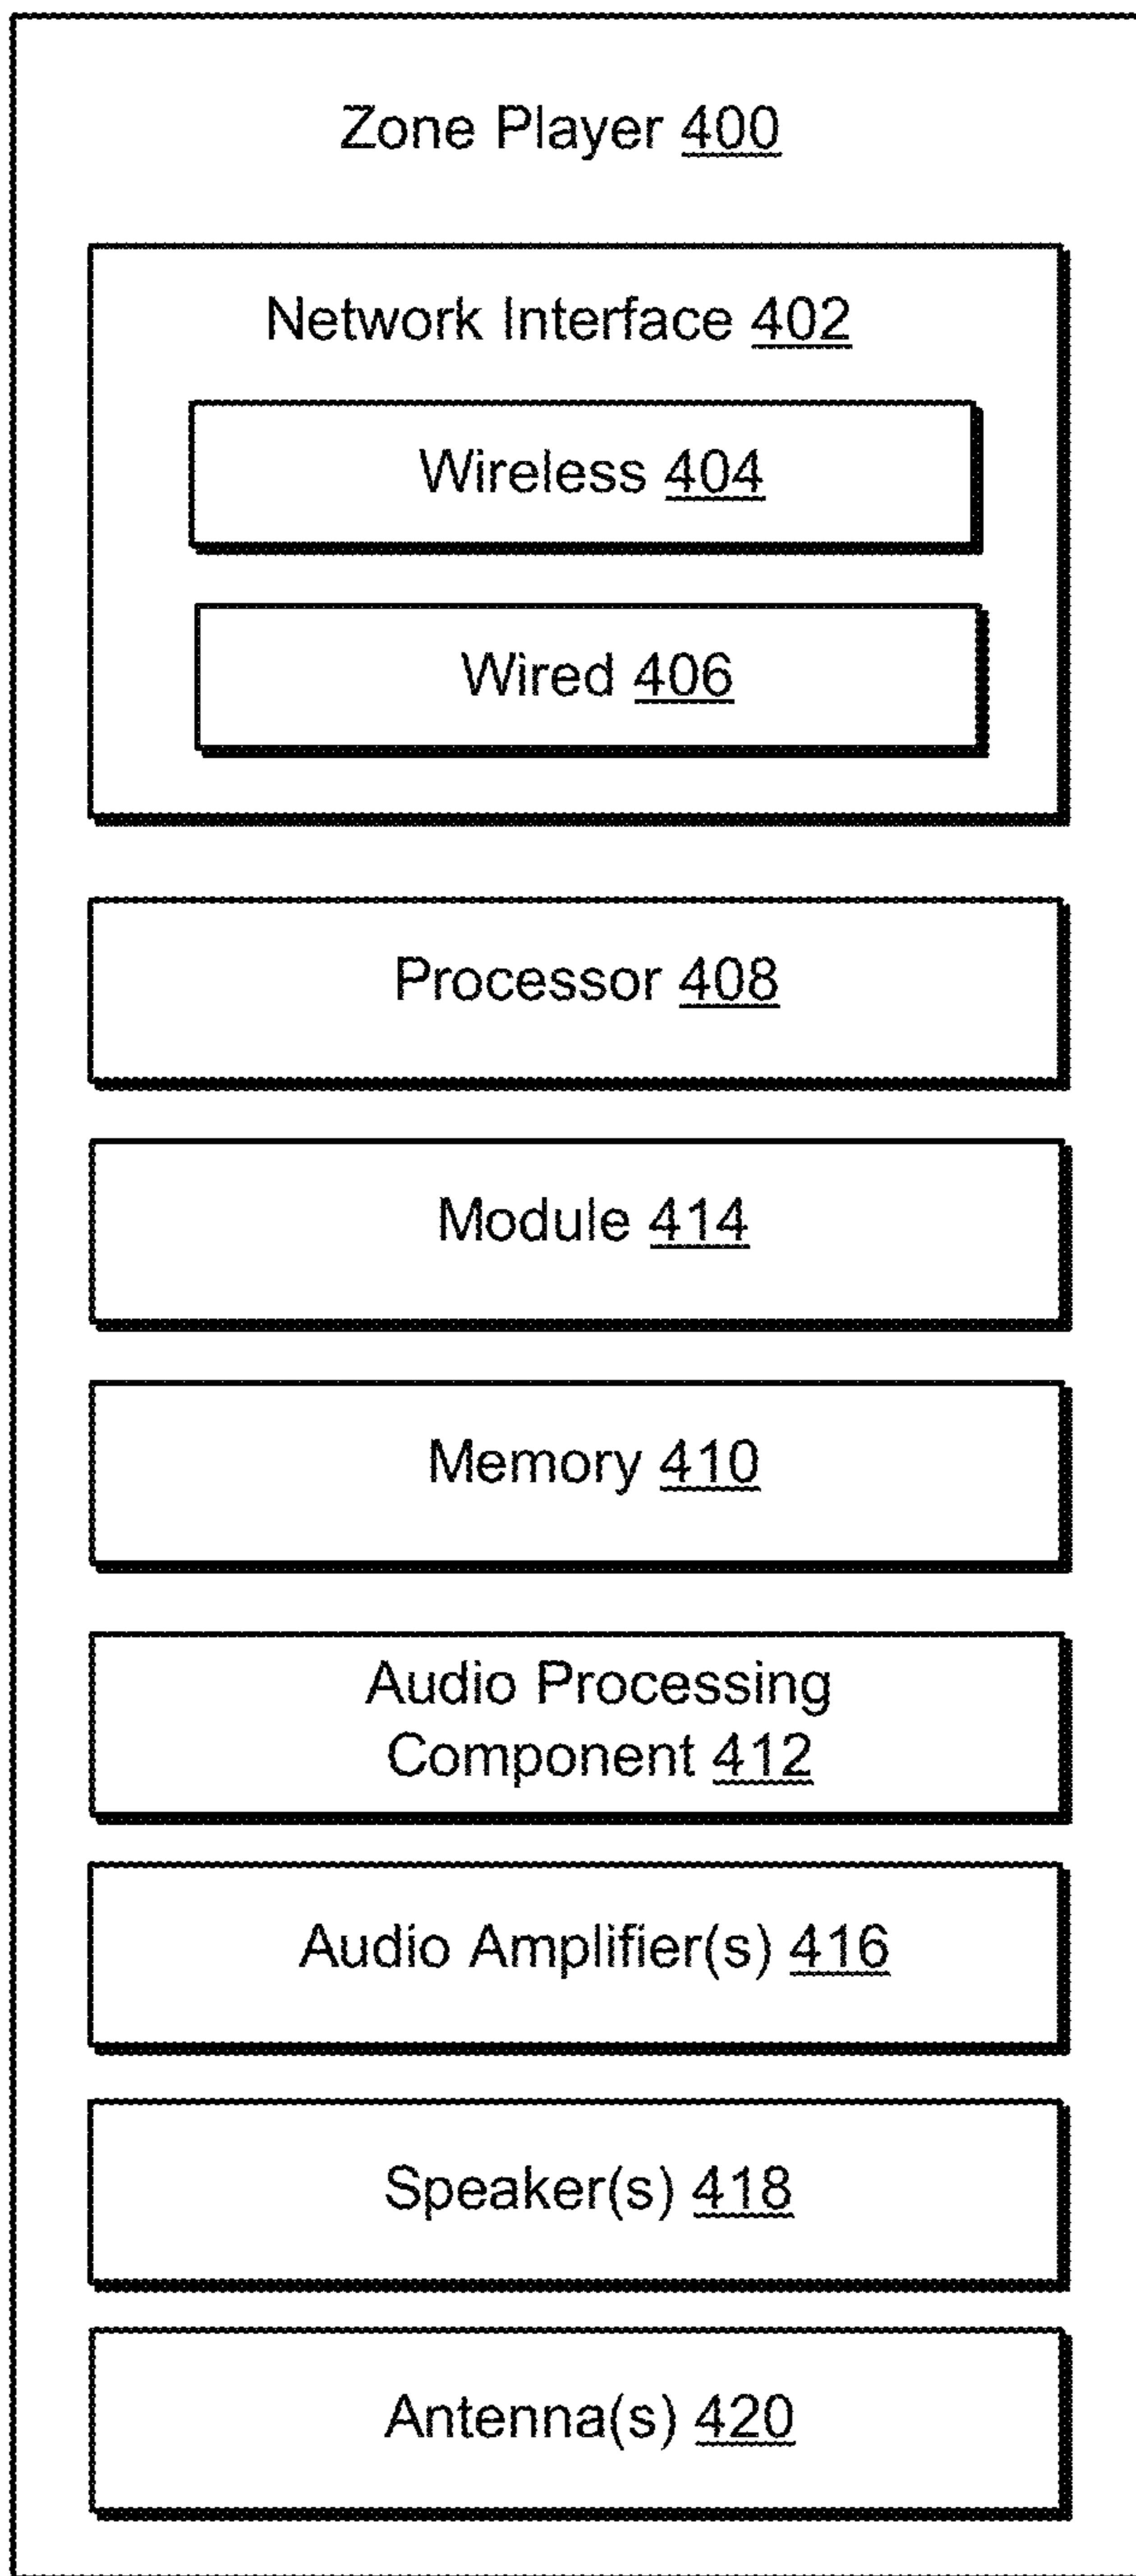 Zone Player 400
Network Interface 402
Wireless 404
Wired 406
Processor 408
Module 414
Memory 410
Audio Processing
Component 412
Audio Amplifier(s) 416
Speaker(s) 418
Antenna(s) 420